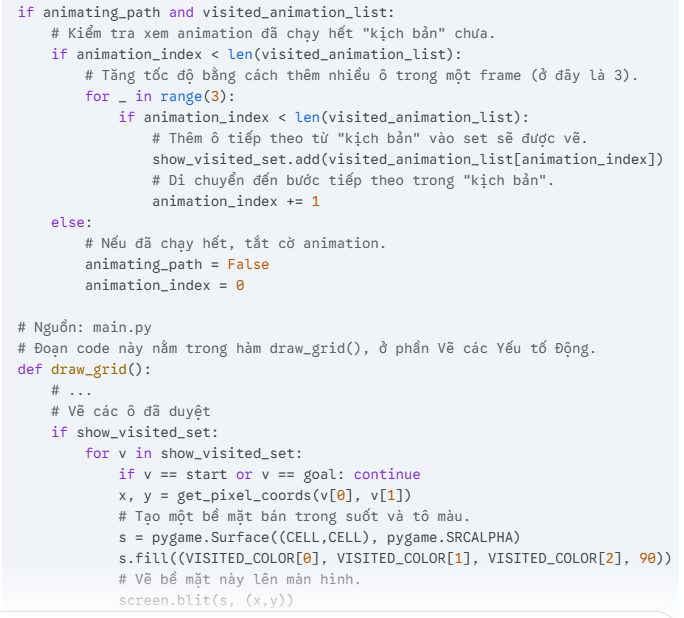 if animating_path and visited_animation_list:
    # Kiểm tra xem animation đã chạy hết "kịch bản" chưa.
    if animation_index < len(visited_animation_list):
        # Tăng tốc độ bằng cách thêm nhiều ô trong một frame (ở đây là 3).
        for _ in range(3):
            if animation_index < len(visited_animation_list):
                # Thêm ô tiếp theo từ "kịch bản" vào set sẽ được vẽ.
                show_visited_set.add(visited_animation_list[animation_index])
                # Di chuyển đến bước tiếp theo trong "kịch bản".
                animation_index += 1
    else:
        # Nếu đã chạy hết, tắt cờ animation.
        animating_path = False
        animation_index = 0

# Nguồn: main.py
# Đoạn code này nằm trong hàm draw_grid(), ở phần Vẽ các Yếu tố Động.
def draw_grid():
    # ...
    # Vẽ các ô đã duyệt
    if show_visited_set:
        for v in show_visited_set:
            if v == start or v == goal: continue
            x, y = get_pixel_coords(v[0], v[1])
            # Tạo một bề mặt bán trong suốt và tô màu.
            s = pygame.Surface((CELL,CELL), pygame.SRCALPHA)
            s.fill((VISITED_COLOR[0], VISITED_COLOR[1], VISITED_COLOR[2], 90))
            # Vẽ bề mặt này lên màn hình.
            screen.blit(s, (x,y))